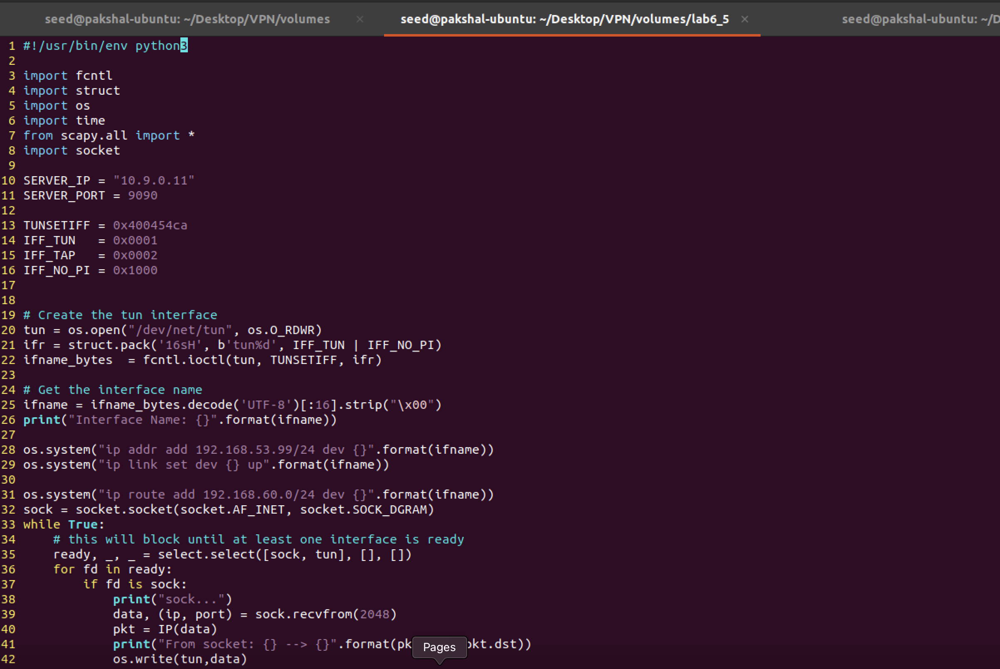 seed@pakshal-ubuntu: ~/Desktop/VPN/volumes × seed@pakshal-ubuntu: ~/Desktop/VPN/volumes/lab6_5 × seed@pakshal-ubuntu: ~/D
1 #!/usr/bin/env python3
2
3 import fcntl
4 import struct
5 import os
6 import time
7 from scapy.all import *
8 import socket
9
10 SERVER_IP = "10.9.0.11"
11 SERVER_PORT = 9090
12
13 TUNSETIFF = 0x400454ca
14 IFF_TUN   = 0x0001
15 IFF_TAP   = 0x0002
16 IFF_NO_PI = 0x1000
17
18
19 # Create the tun interface
20 tun = os.open("/dev/net/tun", os.O_RDWR)
21 ifr = struct.pack('16sH', b'tun%d', IFF_TUN | IFF_NO_PI)
22 ifname_bytes  = fcntl.ioctl(tun, TUNSETIFF, ifr)
23
24 # Get the interface name
25 ifname = ifname_bytes.decode('UTF-8')[:16].strip("\x00")
26 print("Interface Name: {}".format(ifname))
27
28 os.system("ip addr add 192.168.53.99/24 dev {}".format(ifname))
29 os.system("ip link set dev {} up".format(ifname))
30
31 os.system("ip route add 192.168.60.0/24 dev {}".format(ifname))
32 sock = socket.socket(socket.AF_INET, socket.SOCK_DGRAM)
33 while True:
34     # this will block until at least one interface is ready
35     ready, _, _ = select.select([sock, tun], [], [])
36     for fd in ready:
37         if fd is sock:
38             print("sock...")
39             data, (ip, port) = sock.recvfrom(2048)
40             pkt = IP(data)
41             print("From socket: {} --> {}".format(pk pkt.dst))
Pages
42             os.write(tun,data)